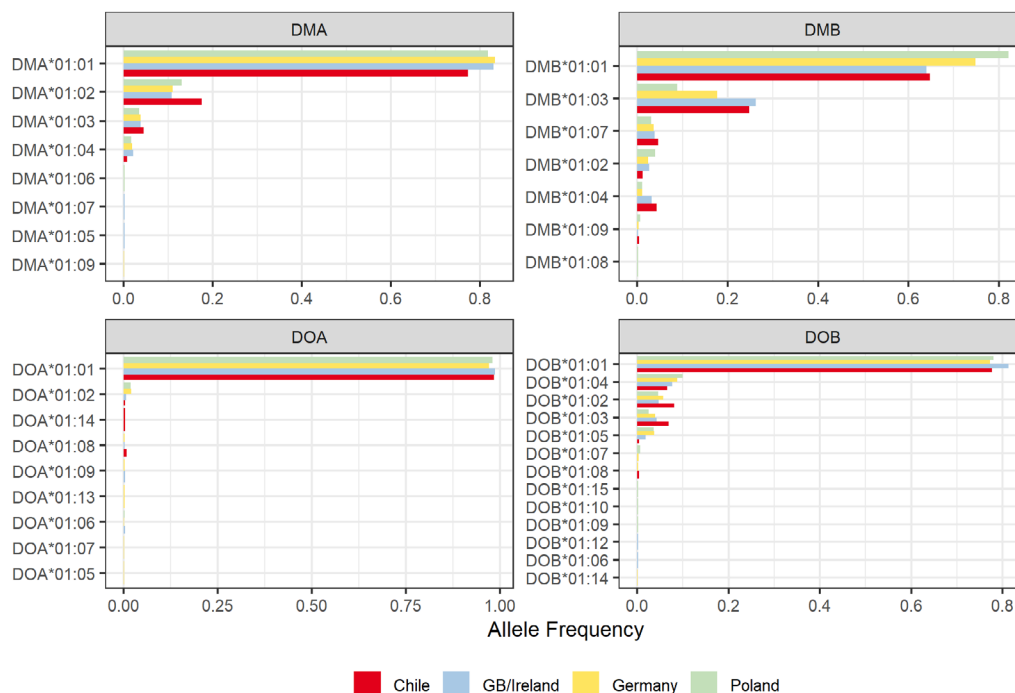 DMA
DMA*01:01
DMA*01:02
DMA*01:03
DMA*01:04
DMA*01:06
DMA*01:07
DMA*01:05
DMA*01:09
0.0 0.2 0.4 0.6 0.8
DMB
DMB*01:01
DMB*01:03
DMB*01:07
DMB*01:02
DMB*01:04
DMB*01:09
DMB*01:08
0.0 0.2 0.4 0.6 0.8
DOA
DOA*01:01
DOA*01:02
DOA*01:14
DOA*01:08
DOA*01:09
DOA*01:13
DOA*01:06
DOA*01:07
DOA*01:05
0.00 0.25 0.50 0.75 1.00
DOB
DOB*01:01
DOB*01:04
DOB*01:02
DOB*01:03
DOB*01:05
DOB*01:07
DOB*01:08
DOB*01:15
DOB*01:10
DOB*01:09
DOB*01:12
DOB*01:06
DOB*01:14
0.0 0.2 0.4 0.6 0.8
Allele Frequency
Chile GB/Ireland Germany Poland